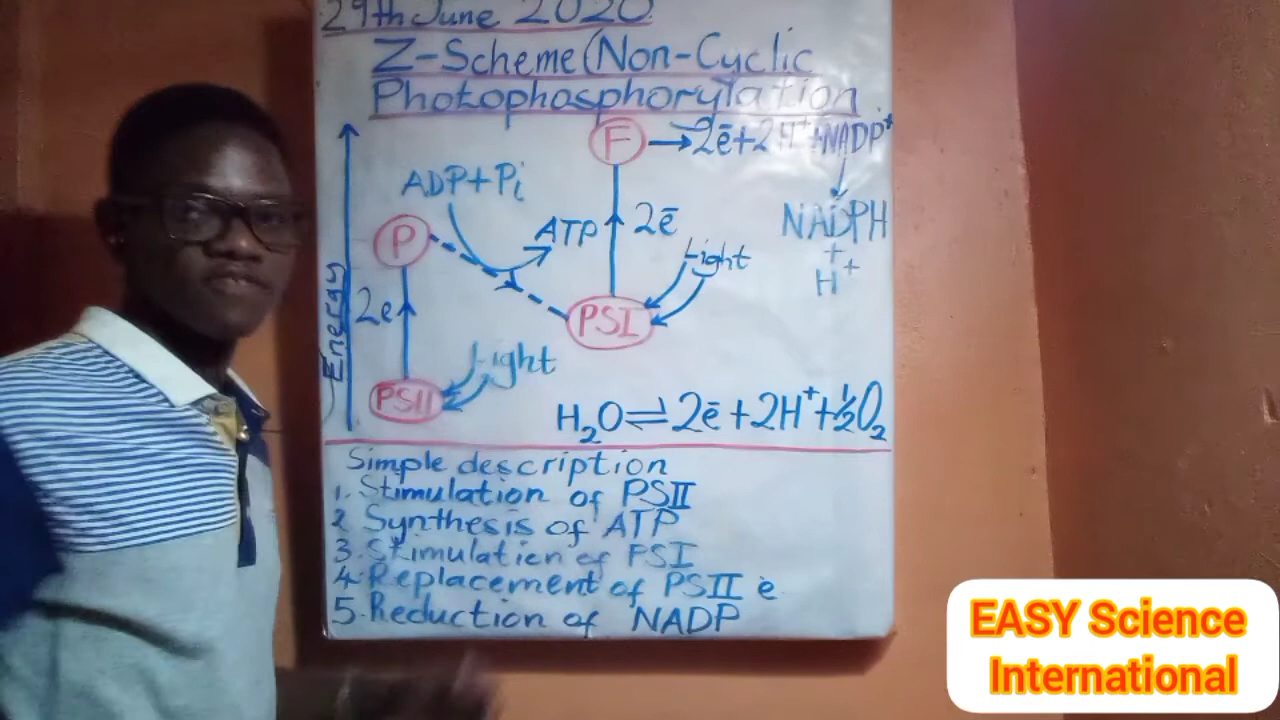 29th June 2020
Z-Scheme(Non-Cyclic
Photophosphorylation
F → 2ē+2H⁺+NADP⁺
ADP+Pi
ATP
2ē
NADPH
+
H⁺
P
Light
Energy
2e
PSI
Light
PSII
H₂O⇌2ē+2H⁺+½O₂
Simple description
1. Stimulation of PSII
2 Synthesis of ATP
3. Stimulation of PSI
4. Replacement of PSII ē
5. Reduction of NADP
EASY Science
International